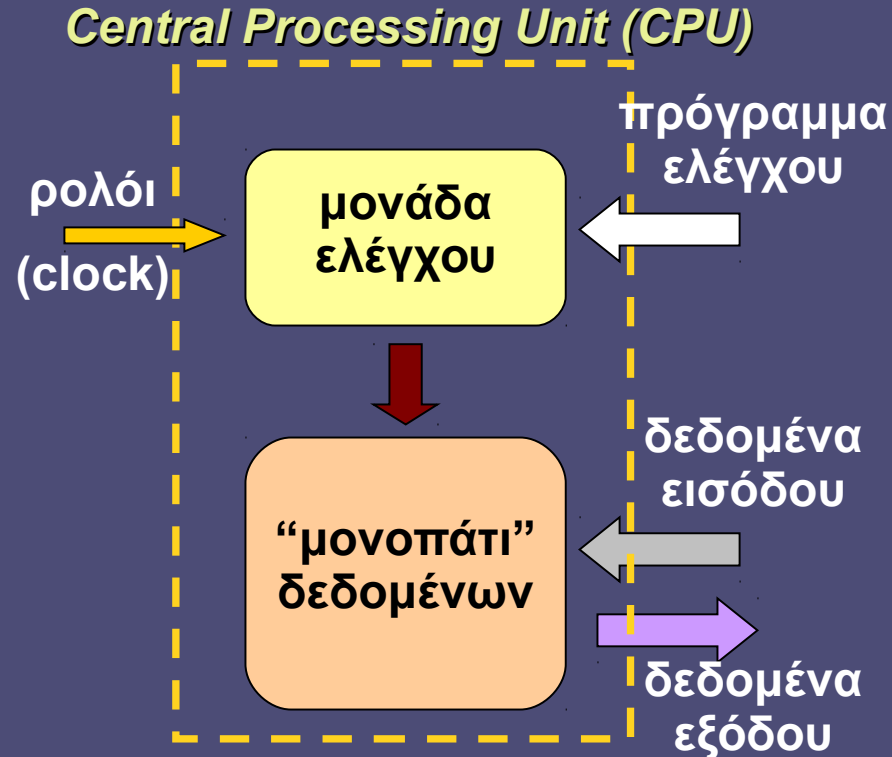 Central Processing Unit (CPU)
πρόγραμμα
ελέγχου
ρολόι
(clock)
μονάδα
ελέγχου
δεδομένα
εισόδου
“μονοπάτι”
δεδομένων
δεδομένα
εξόδου